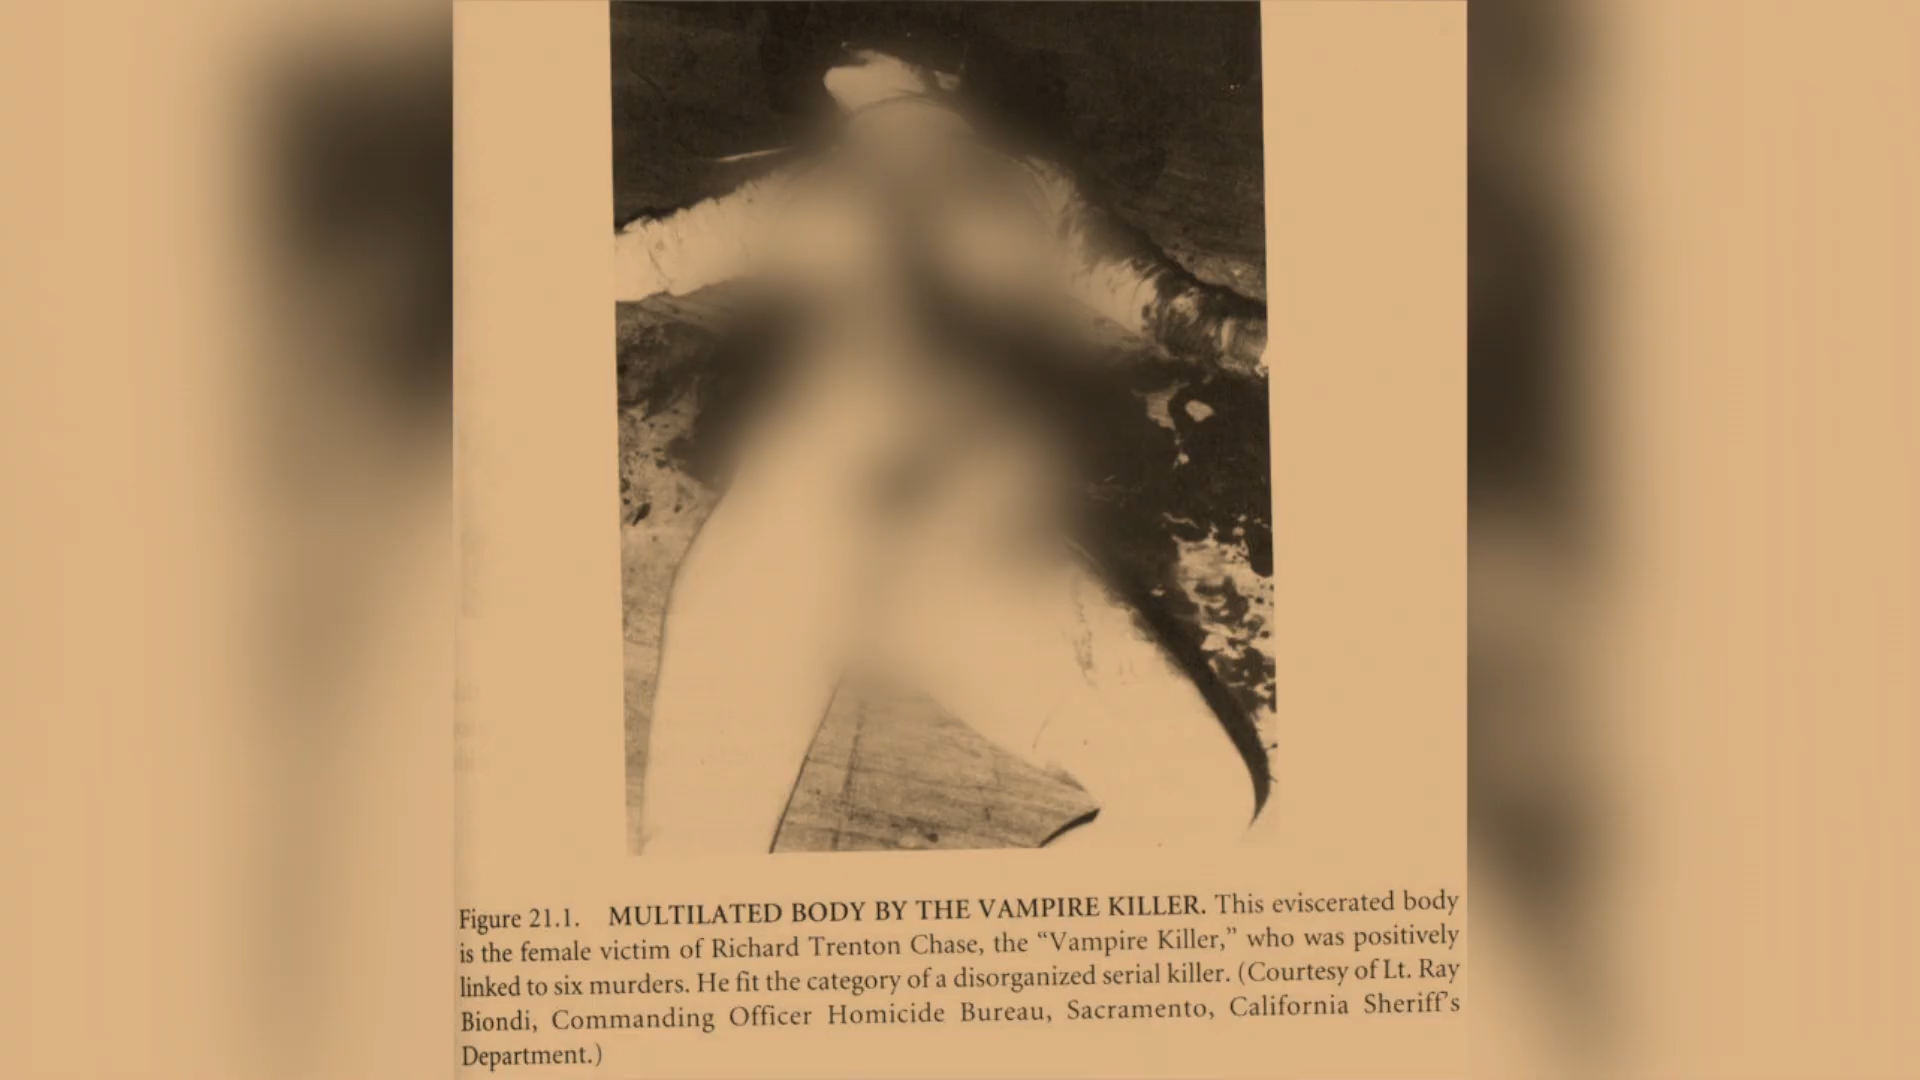 Figure 21.1. MULTILATED BODY BY THE VAMPIRE KILLER. This eviscerated body
is the female victim of Richard Trenton Chase, the “Vampire Killer,” who was positively
linked to six murders. He fit the category of a disorganized serial killer. (Courtesy of Lt. Ray
Biondi, Commanding Officer Homicide Bureau, Sacramento, California Sheriff’s
Department.)